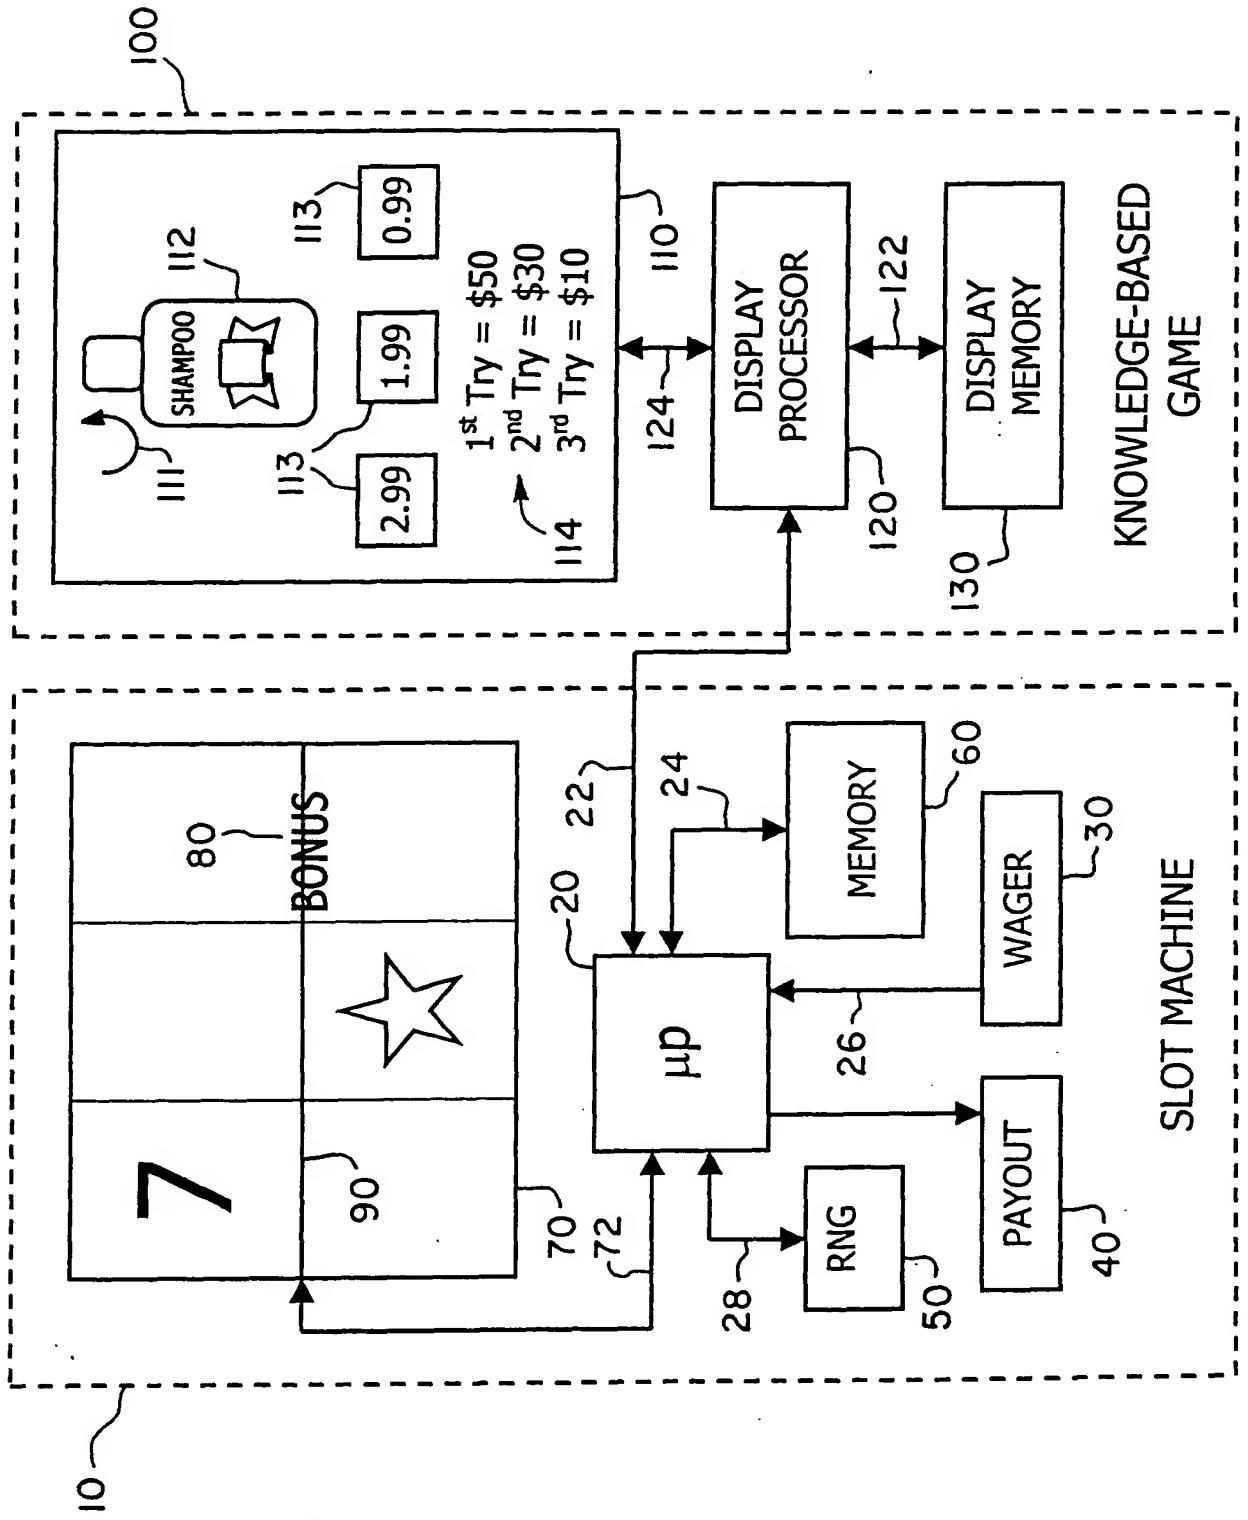 10
7
90
70
72
80
BONUS
20
µp
22
24
MEMORY
60
28
RNG
50
26
WAGER
30
PAYOUT
40
SLOT MACHINE
100
111
SHAMPOO
112
113
113
2.99
1.99
0.99
114
1st Try = $50
2nd Try = $30
3rd Try = $10
110
124
DISPLAY
PROCESSOR
120
122
DISPLAY
MEMORY
130
KNOWLEDGE-BASED
GAME